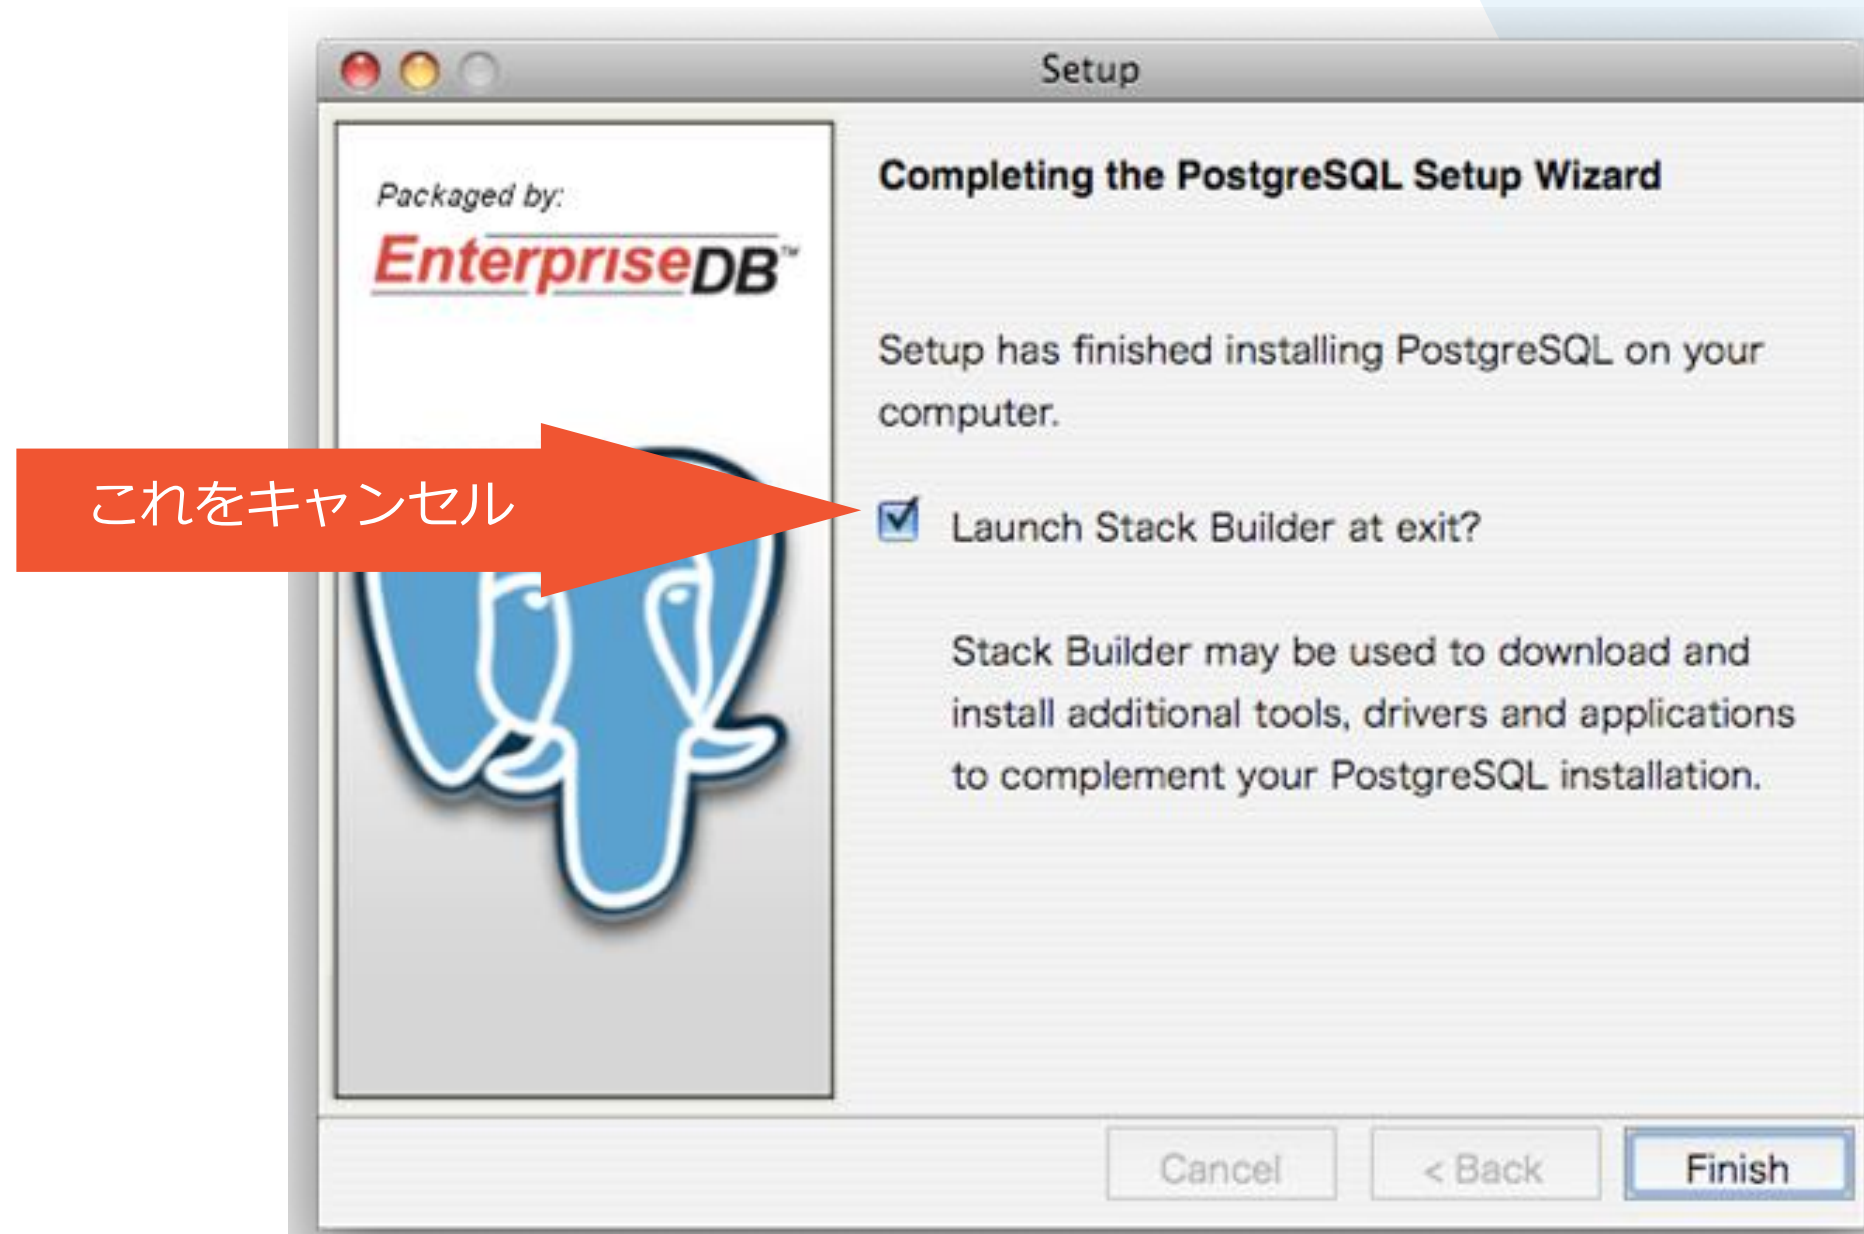 Setup
Packaged by:
EnterpriseDB™
Completing the PostgreSQL Setup Wizard
Setup has finished installing PostgreSQL on your
computer.
これをキャンセル
Launch Stack Builder at exit?
Stack Builder may be used to download and
install additional tools, drivers and applications
to complement your PostgreSQL installation.
Cancel
< Back
Finish